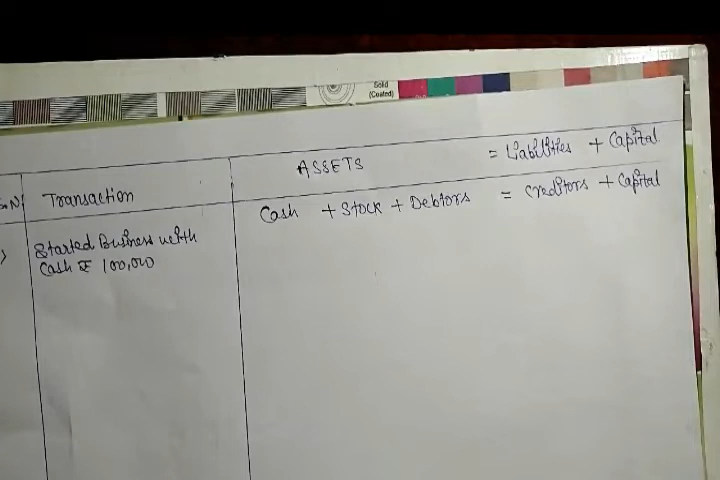 Solid
(Coated)
S.N
Transaction
ASSETS = Liabilities + Capital
Cash + Stock + Debtors = Creditors + Capital
Started Business with
Cash ₹ 100,000